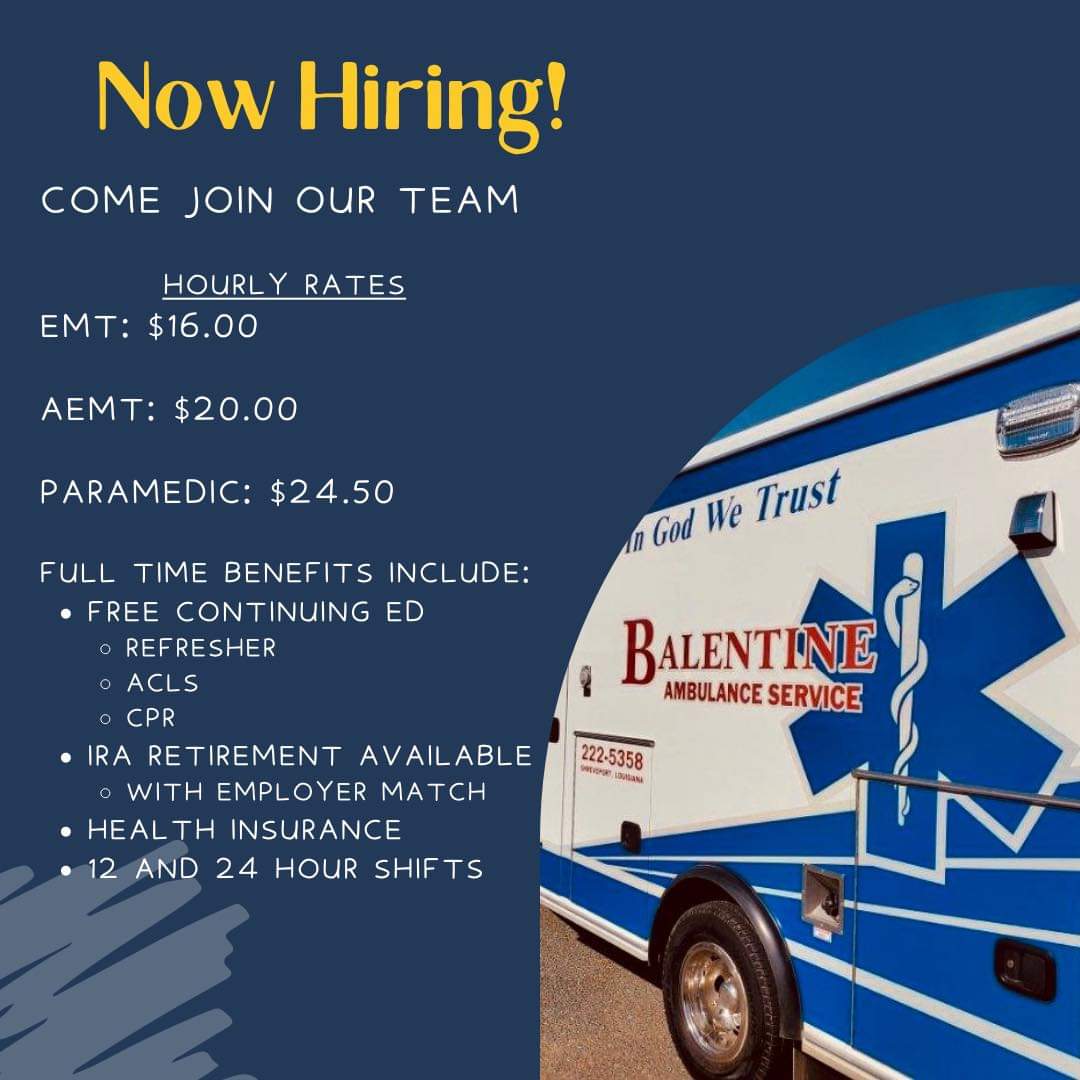 Now Hiring!
COME JOIN OUR TEAM
HOURLY RATES
EMT: $16.00
AEMT: $20.00
PARAMEDIC: $24.50
FULL TIME BENEFITS INCLUDE:
• FREE CONTINUING ED
○ REFRESHER
○ ACLS
○ CPR
• IRA RETIREMENT AVAILABLE
○ WITH EMPLOYER MATCH
• HEALTH INSURANCE
• 12 AND 24 HOUR SHIFTS
In God We Trust
BALENTINE
AMBULANCE SERVICE
222-5358
SHREVEPORT, LOUISIANA